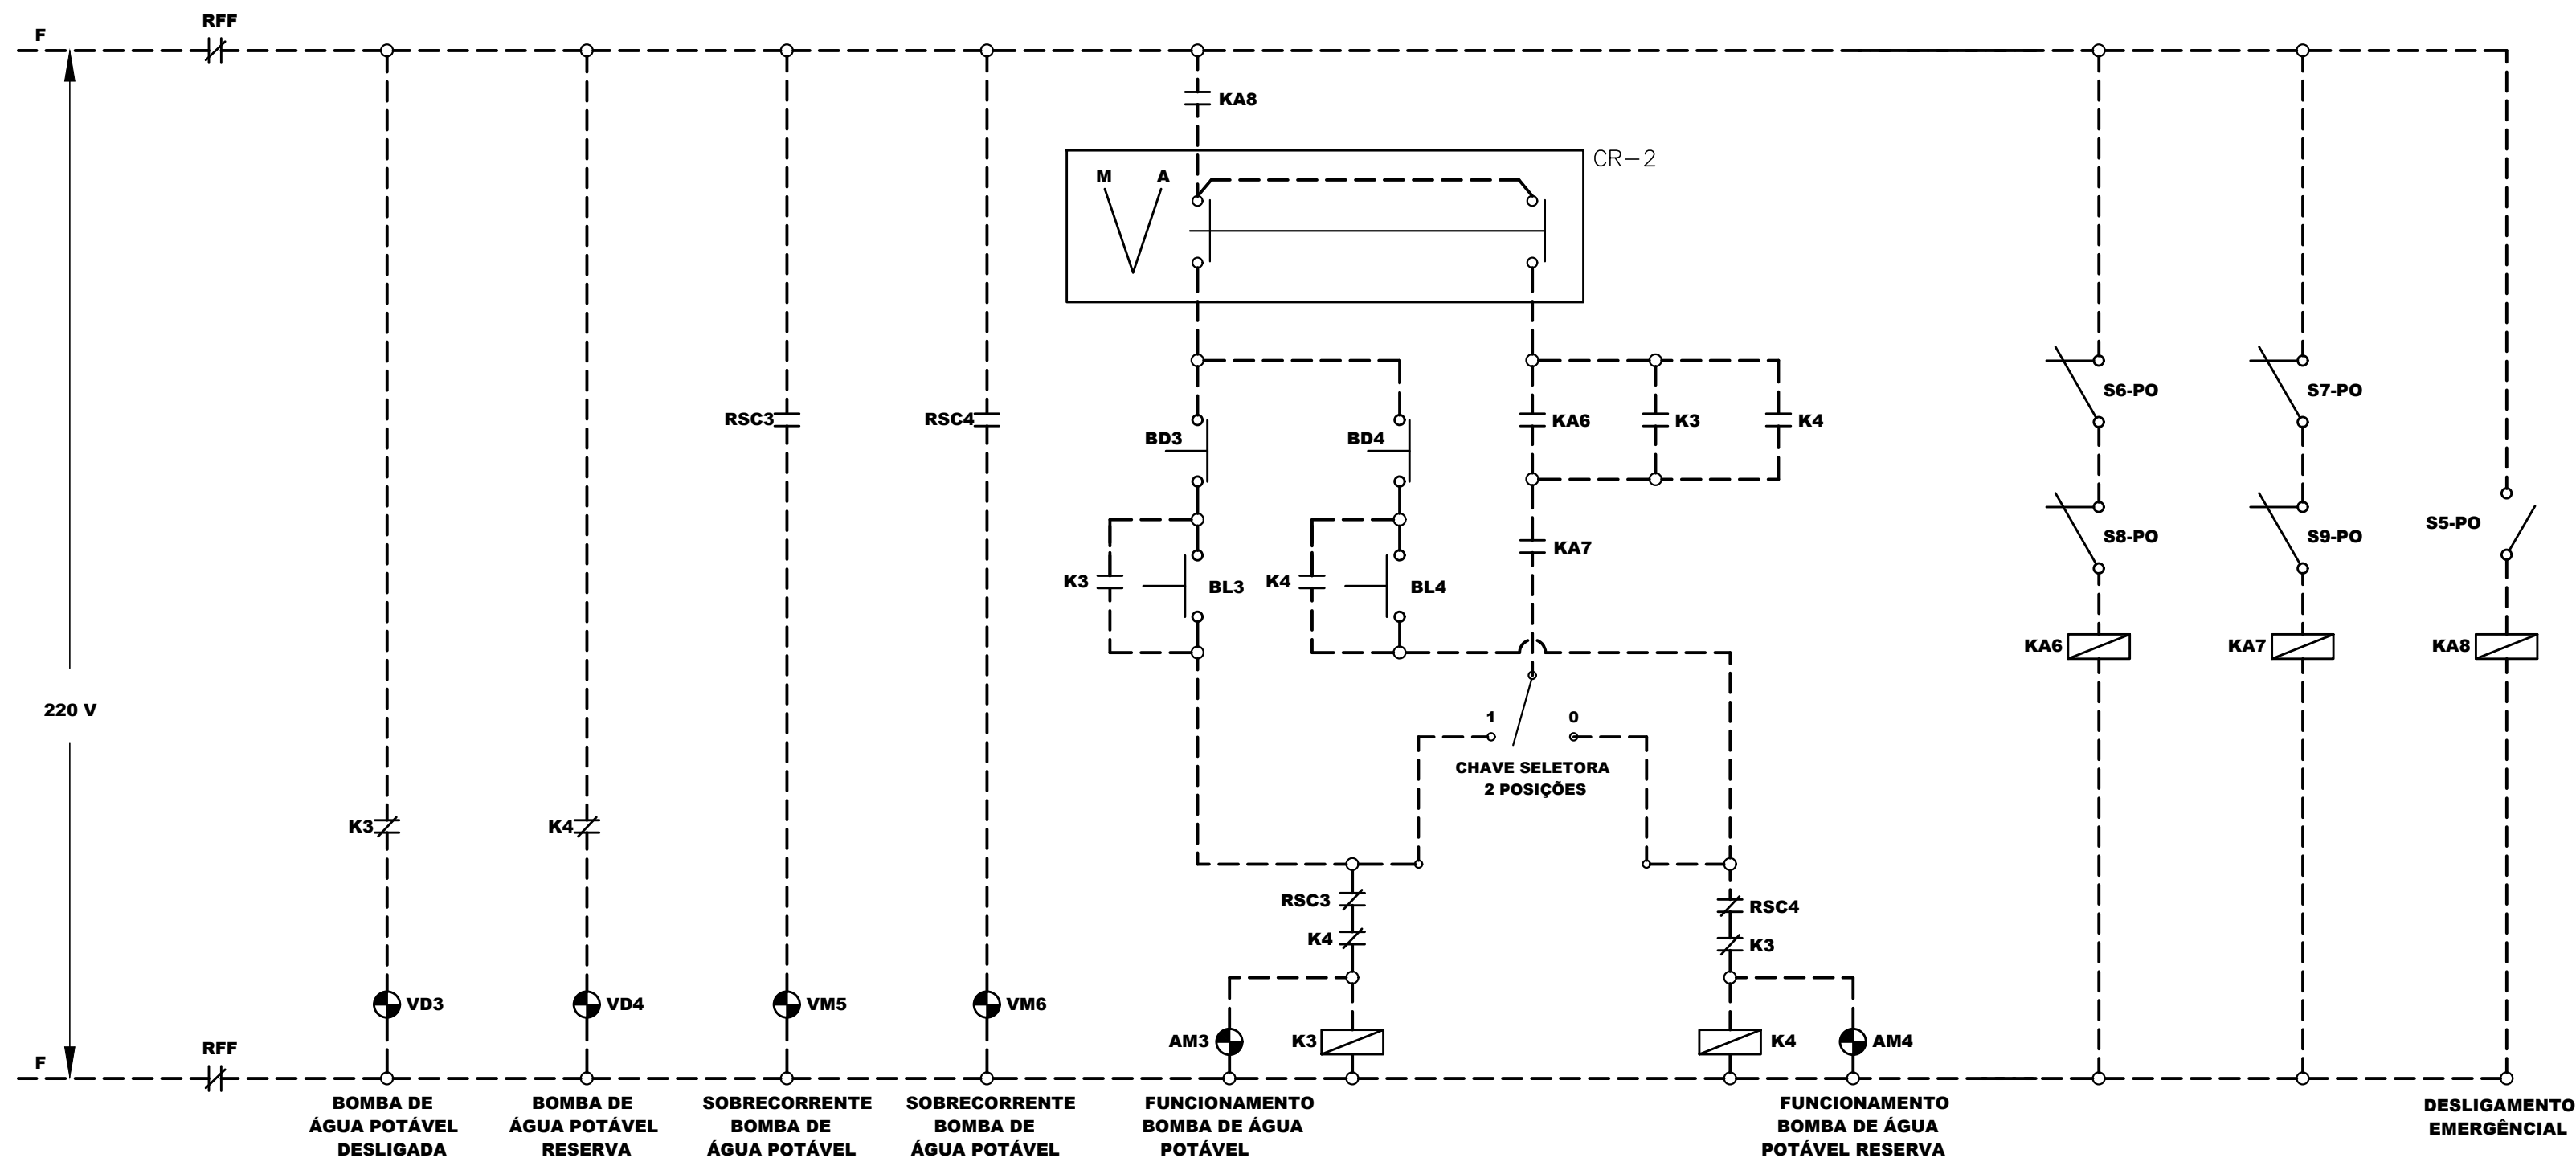 F
RFF
KA8
CR-2
M
A
RSC3
RSC4
BD3
BD4
KA6
K3
K4
S6-PO
S7-PO
S5-PO
S8-PO
S9-PO
KA7
K3
BL3
K4
BL4
KA6
KA7
KA8
220 V
1
0
CHAVE SELETORA
2 POSIÇÕES
K3
K4
RSC3
RSC4
K4
K3
VD3
VD4
VM5
VM6
AM3
K3
K4
AM4
F
RFF
BOMBA DE
ÁGUA POTÁVEL
DESLIGADA
BOMBA DE
ÁGUA POTÁVEL
RESERVA
SOBRECORRENTE
BOMBA DE
ÁGUA POTÁVEL
SOBRECORRENTE
BOMBA DE
ÁGUA POTÁVEL
FUNCIONAMENTO
BOMBA DE ÁGUA
POTÁVEL
FUNCIONAMENTO
BOMBA DE ÁGUA
POTÁVEL RESERVA
DESLIGAMENTO
EMERGÊNCIAL